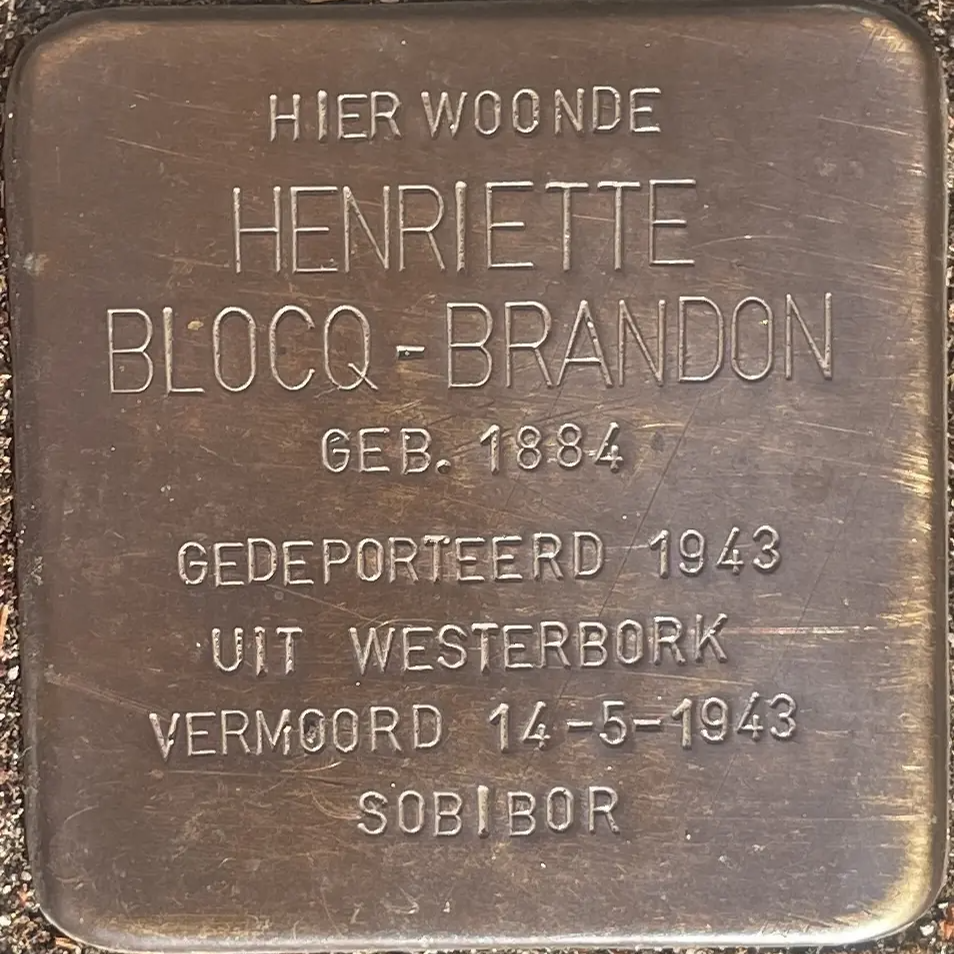 HIER WOONDE
HENRIETTE
BLOCQ-BRANDON
GEB. 1884
GEDEPORTEERD 1943
UIT WESTERBORK
VERMOORD 14-5-1943
SOBIBOR